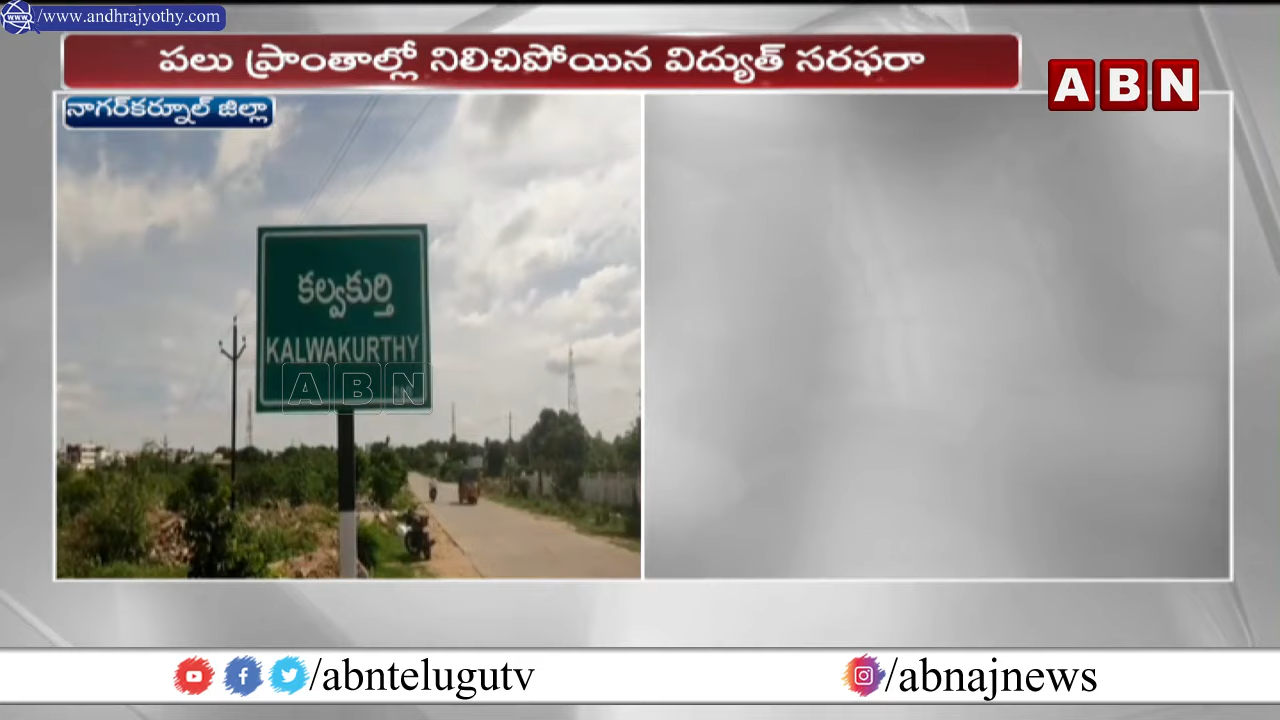 www.andhrajyothy.com
పలు ప్రాంతాల్లో నిలిచిపోయిన విద్యుత్ సరఫరా
ABN
నాగర్‌కర్నూల్ జిల్లా
కల్వకుర్తి
KALWAKURTHY
ABN
/abntelugutv
/abnajnews